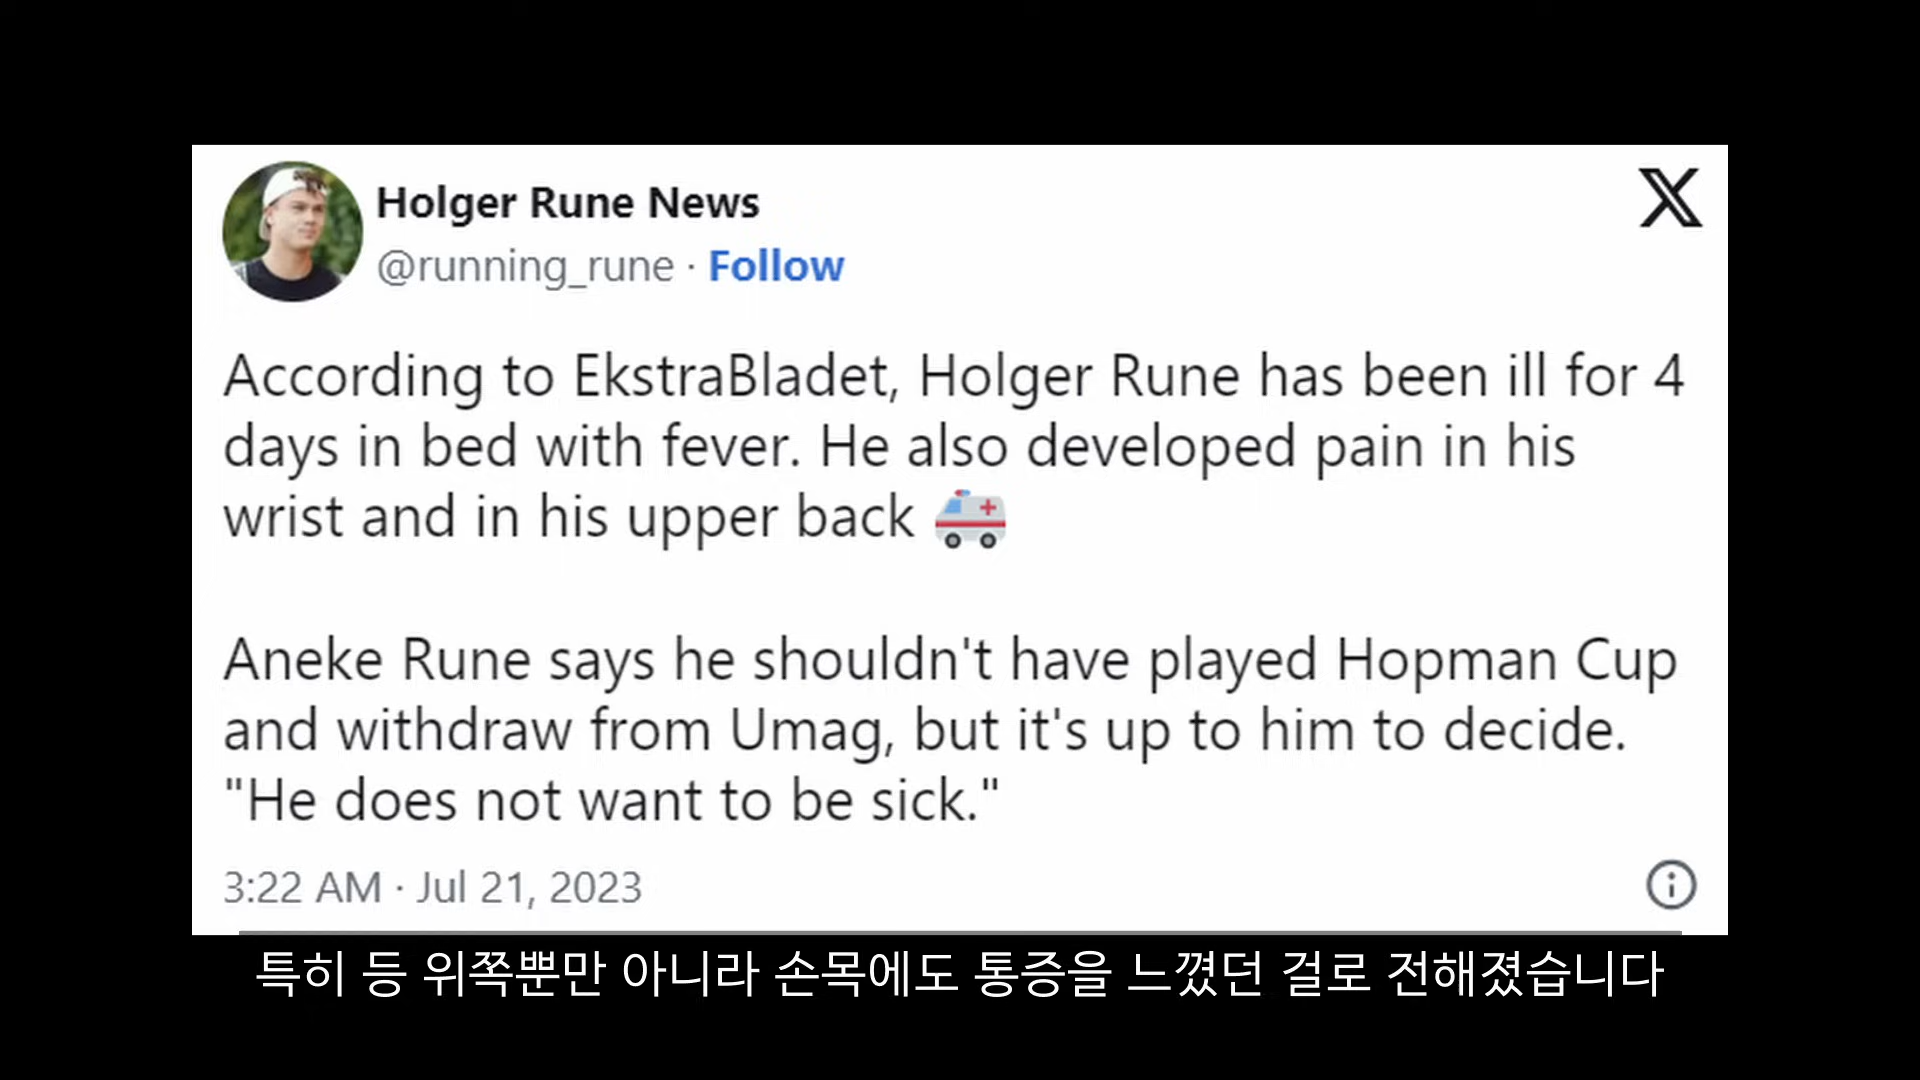 Holger Rune News
@running_rune · Follow
According to EkstraBladet, Holger Rune has been ill for 4
days in bed with fever. He also developed pain in his
wrist and in his upper back 🚑
Aneke Rune says he shouldn't have played Hopman Cup
and withdraw from Umag, but it's up to him to decide.
"He does not want to be sick."
3:22 AM · Jul 21, 2023
특히 등 위쪽뿐만 아니라 손목에도 통증을 느꼈던 걸로 전해졌습니다